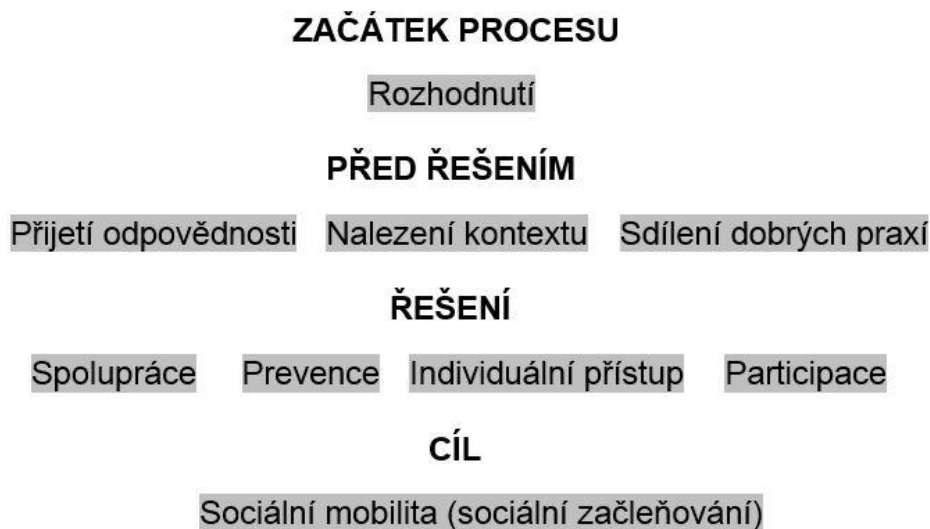 ZAČÁTEK PROCESU
Rozhodnutí
PŘED ŘEŠENÍM
Přijetí odpovědnosti Nalezení kontextu Sdílení dobrých praxí
ŘEŠENÍ
Spolupráce Prevence Individuální přístup Participace
CÍL
Sociální mobilita (sociální začleňování)